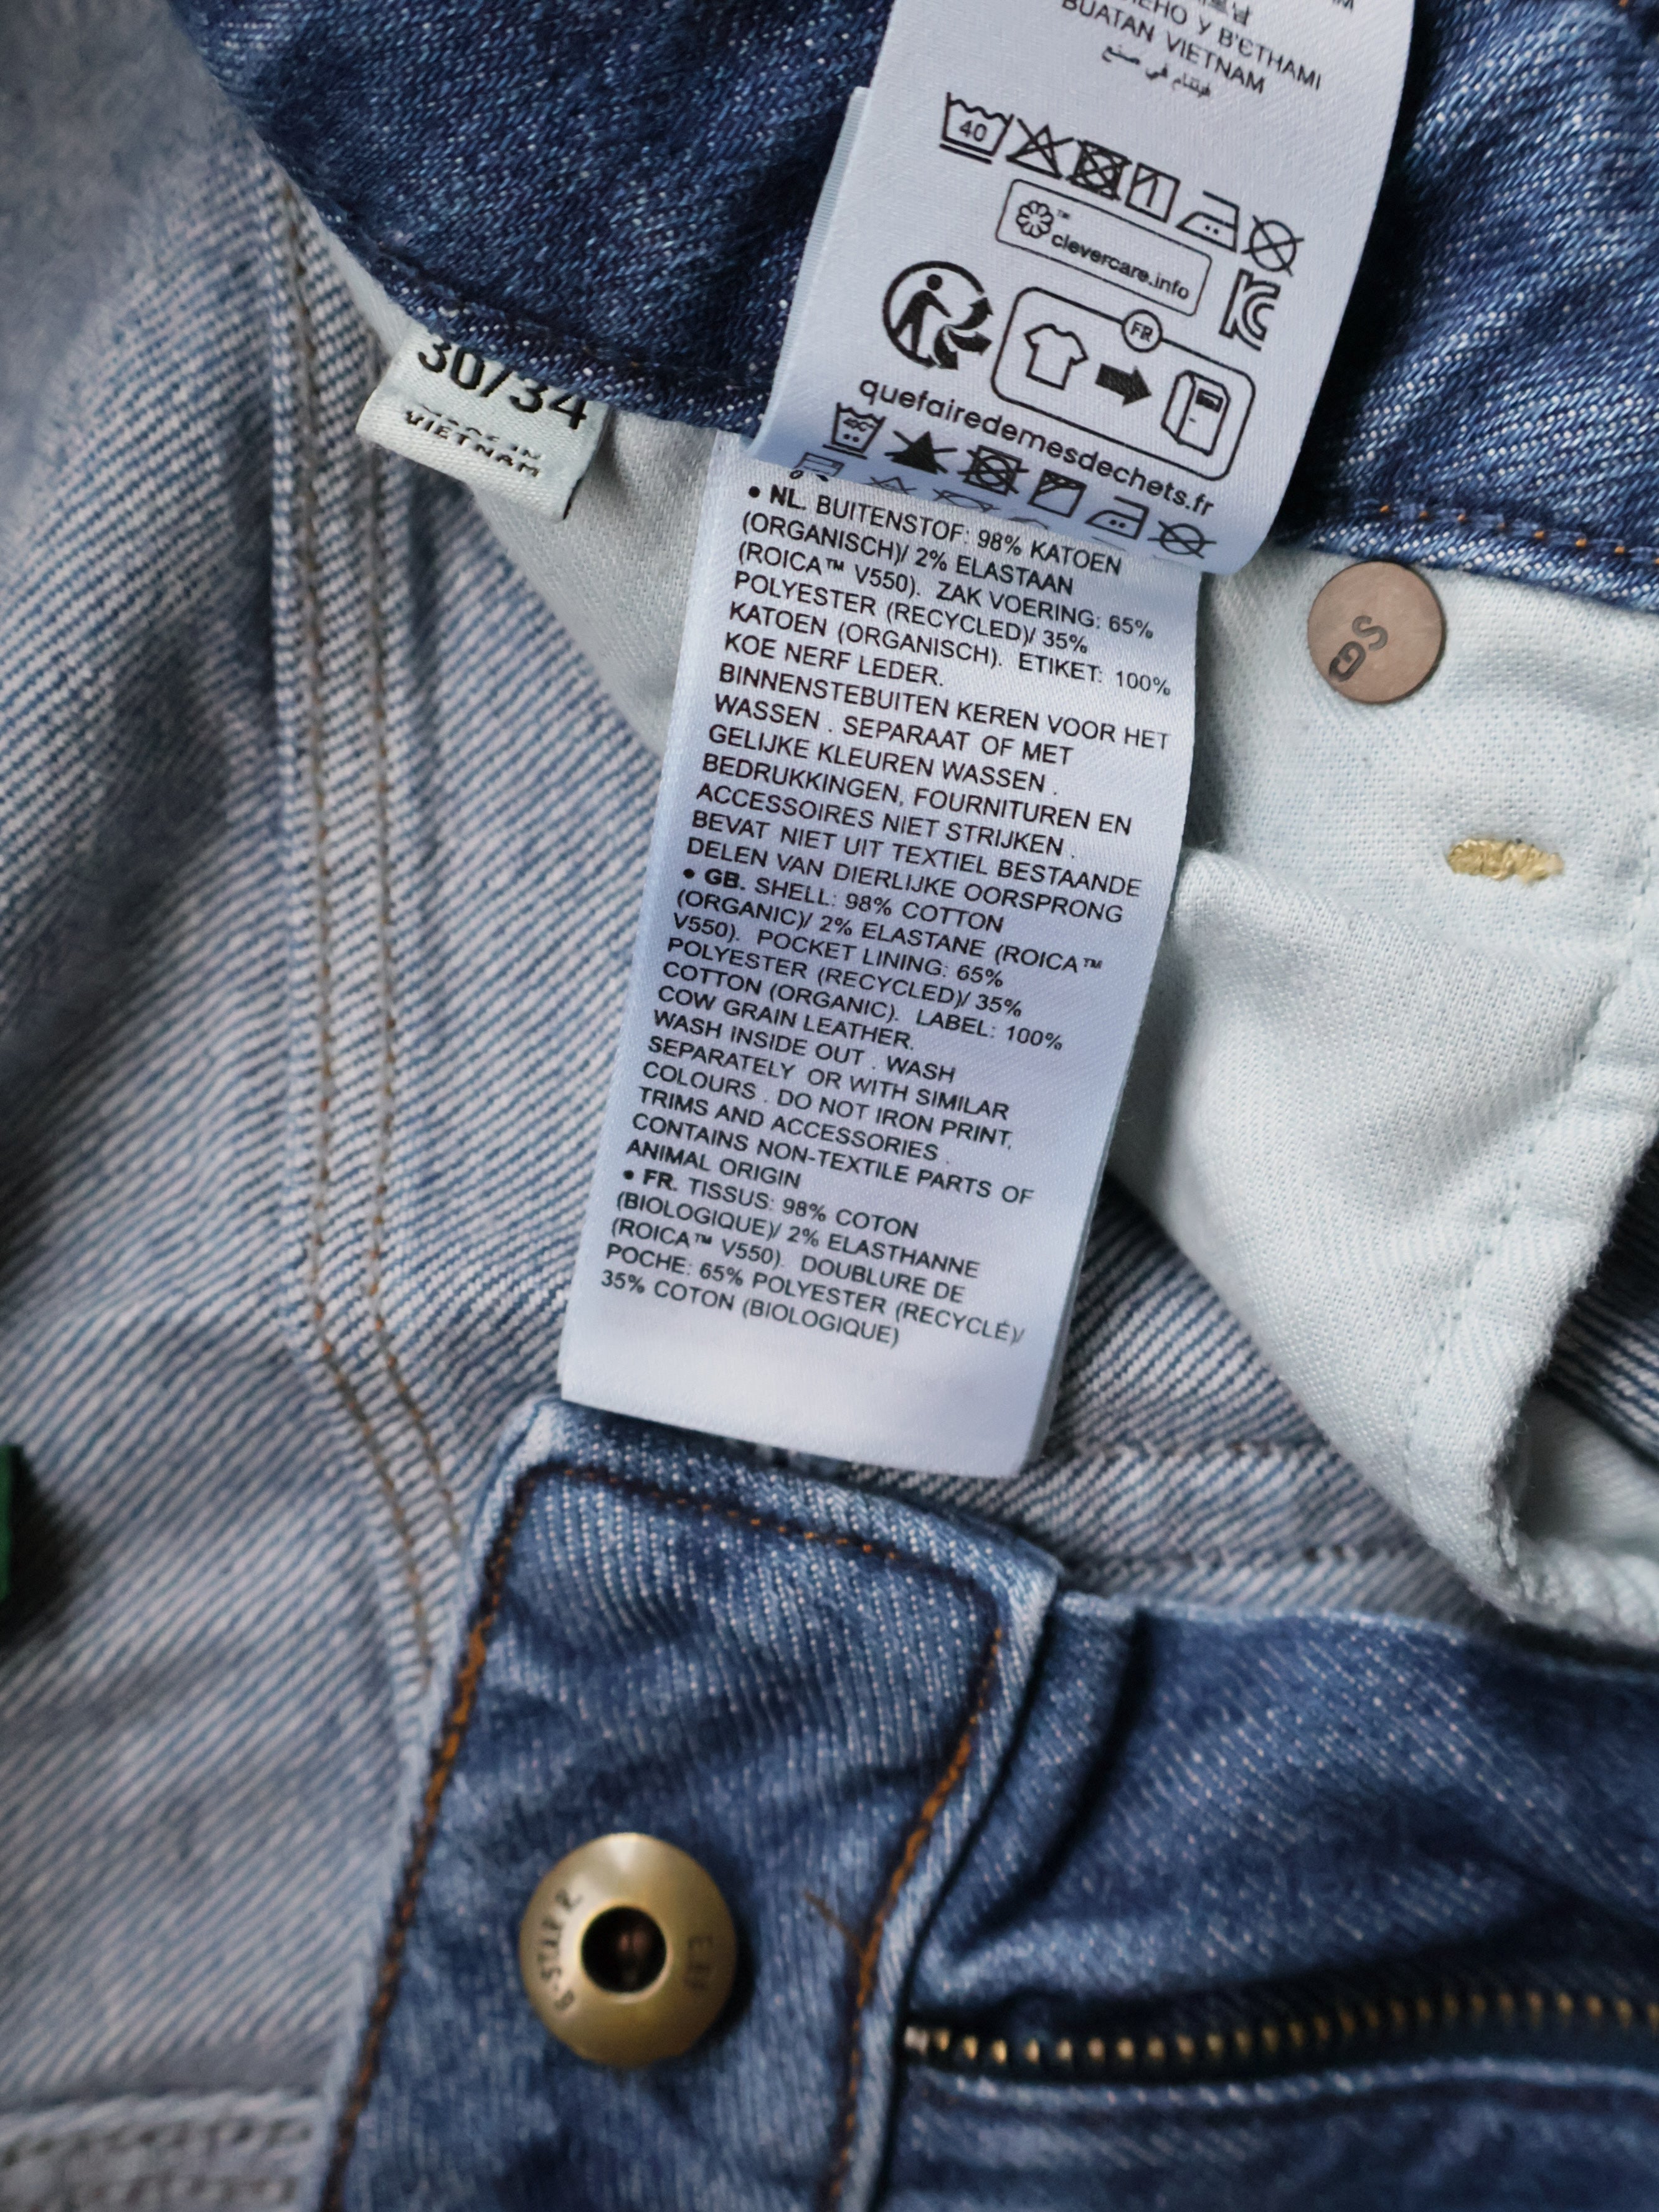 BUATAN VIETNAM
فيتنام في صنع
40
clevercare.info
FR
quefairedemesdechets.fr
30/34
MADE IN
VIETNAM
• NL. BUITENSTOF: 98% KATOEN
(ORGANISCH)/ 2% ELASTAAN
(ROICA™ V550). ZAK VOERING: 65%
POLYESTER (RECYCLED)/ 35%
KATOEN (ORGANISCH). ETIKET: 100%
KOE NERF LEDER.
BINNENSTEBUITEN KEREN VOOR HET
WASSEN . SEPARAAT OF MET
GELIJKE KLEUREN WASSEN .
BEDRUKKINGEN, FOURNITUREN EN
ACCESSOIRES NIET STRIJKEN .
BEVAT NIET UIT TEXTIEL BESTAANDE
DELEN VAN DIERLIJKE OORSPRONG
• GB. SHELL: 98% COTTON
(ORGANIC)/ 2% ELASTANE (ROICA™
V550). POCKET LINING: 65%
POLYESTER (RECYCLED)/ 35%
COTTON (ORGANIC). LABEL: 100%
COW GRAIN LEATHER.
WASH INSIDE OUT . WASH
SEPARATELY OR WITH SIMILAR
COLOURS . DO NOT IRON PRINT,
TRIMS AND ACCESSORIES .
CONTAINS NON-TEXTILE PARTS OF
ANIMAL ORIGIN
• FR. TISSUS: 98% COTON
(BIOLOGIQUE)/ 2% ELASTHANNE
(ROICA™ V550). DOUBLURE DE
POCHE: 65% POLYESTER (RECYCLÉ)/
35% COTON (BIOLOGIQUE)
GS
G-STAR R